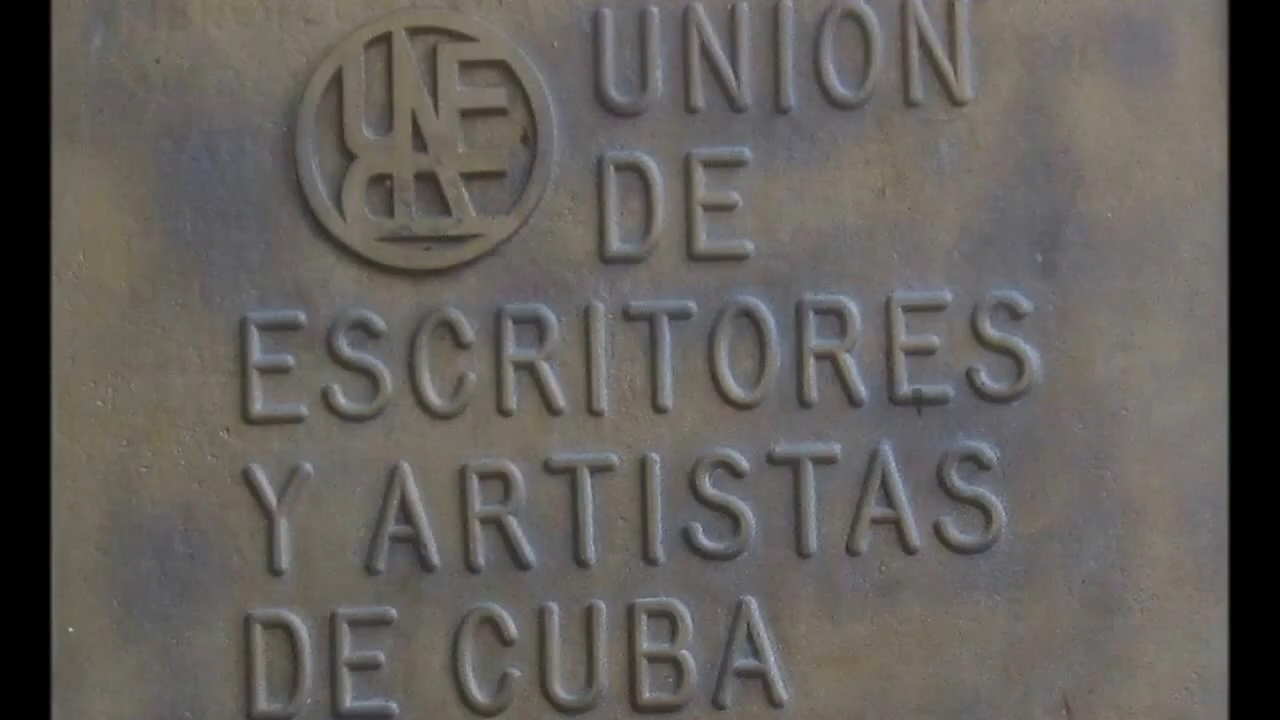 UNION
DE
ESCRITORES
Y ARTISTAS
DE CUBA